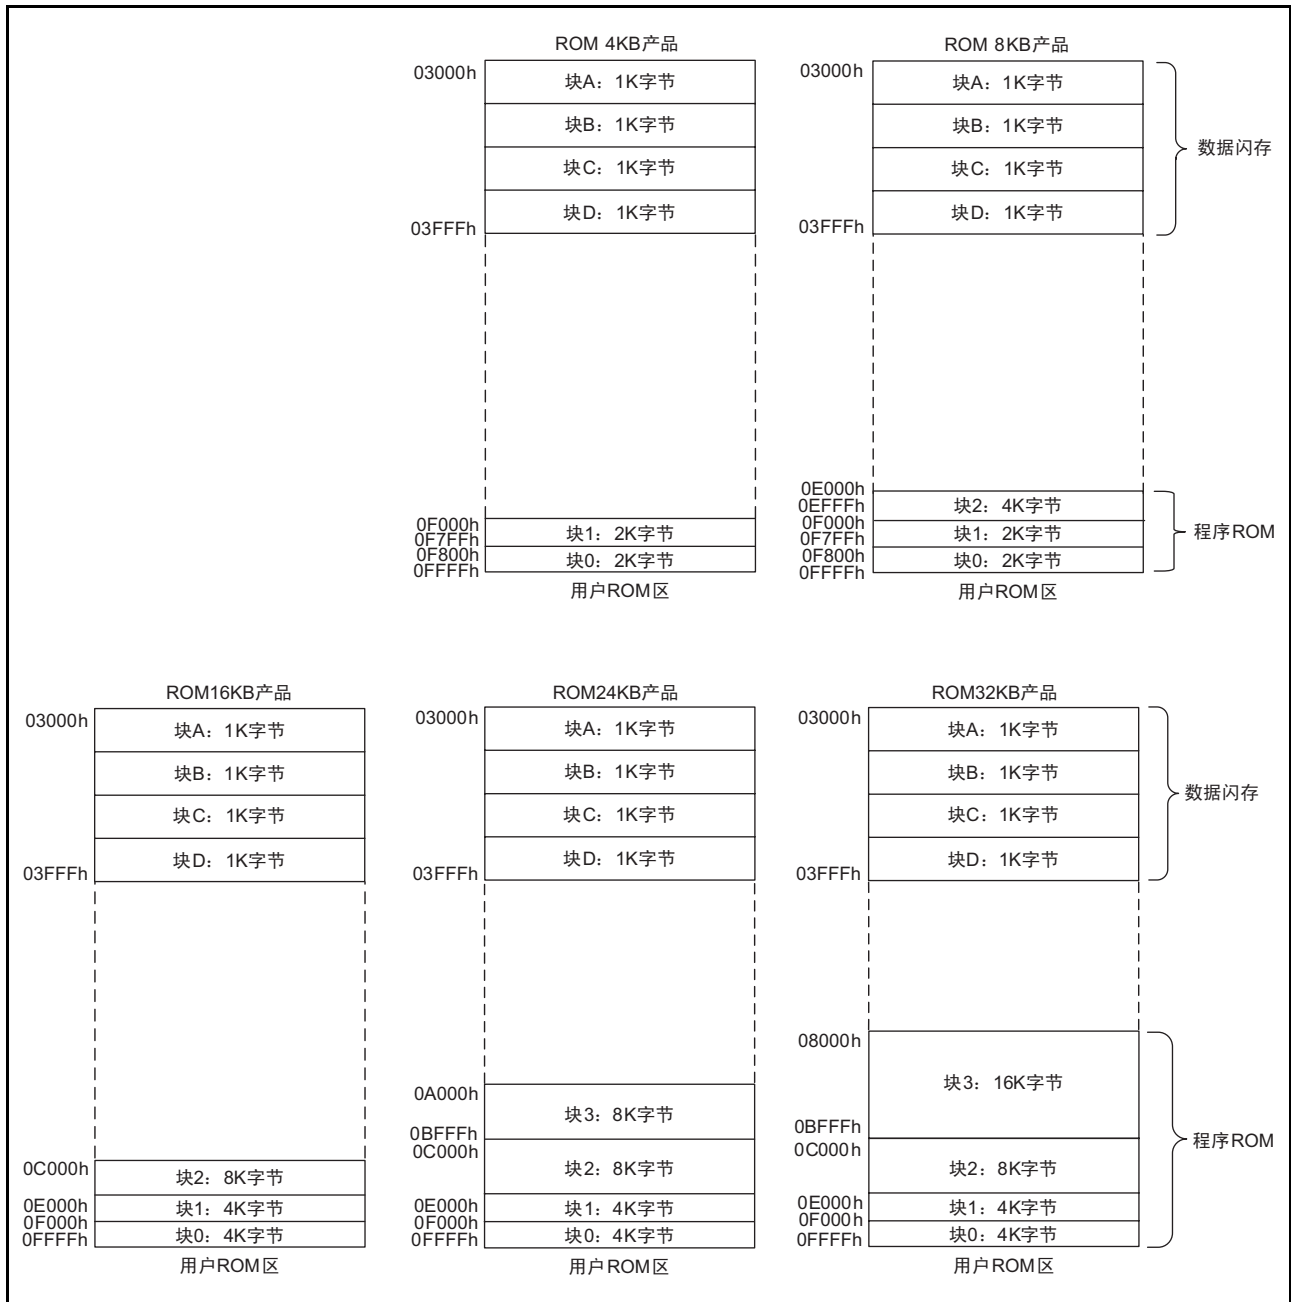 ROM 4KB产品
03000h
块A：1K字节
块B：1K字节
块C：1K字节
块D：1K字节
03FFFh
0F000h
0F7FFh
0F800h
0FFFFh
块1：2K字节
块0：2K字节
用户ROM区
ROM 8KB产品
03000h
块A：1K字节
块B：1K字节
块C：1K字节
块D：1K字节
03FFFh
数据闪存
0E000h
0EFFFh
0F000h
0F7FFh
0F800h
0FFFFh
块2：4K字节
块1：2K字节
块0：2K字节
程序ROM
用户ROM区
ROM16KB产品
03000h
块A：1K字节
块B：1K字节
块C：1K字节
块D：1K字节
03FFFh
0C000h
0E000h
0F000h
0FFFFh
块2：8K字节
块1：4K字节
块0：4K字节
用户ROM区
ROM24KB产品
03000h
块A：1K字节
块B：1K字节
块C：1K字节
块D：1K字节
03FFFh
0A000h
块3：8K字节
0BFFFh
0C000h
块2：8K字节
0E000h
0F000h
0FFFFh
块1：4K字节
块0：4K字节
用户ROM区
ROM32KB产品
03000h
块A：1K字节
块B：1K字节
块C：1K字节
块D：1K字节
03FFFh
数据闪存
08000h
块3：16K字节
0BFFFh
0C000h
块2：8K字节
0E000h
0F000h
0FFFFh
块1：4K字节
块0：4K字节
程序ROM
用户ROM区